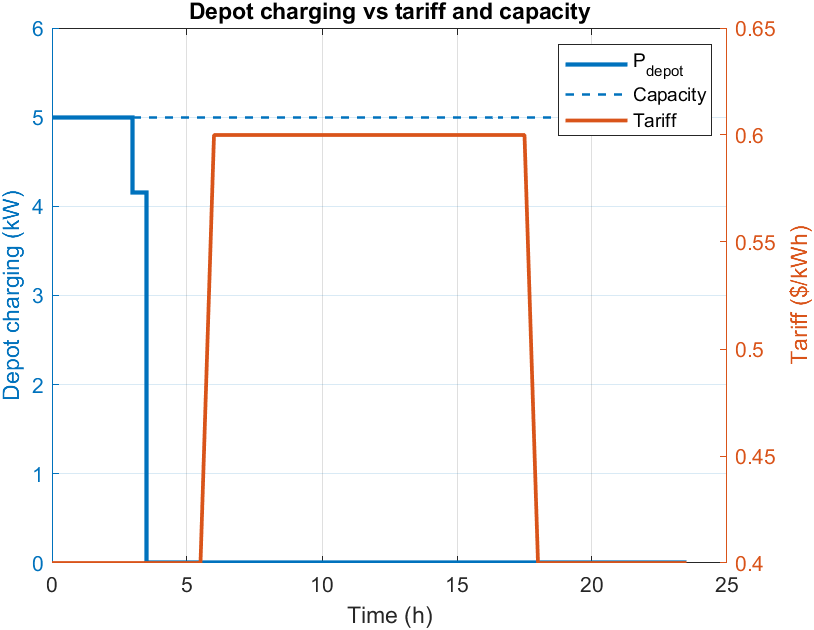 Depot charging vs tariff and capacity
6
5
4
3
2
1
0
Depot charging (kW)
P_depot
Capacity
Tariff
0.65
0.6
0.55
0.5
0.45
0.4
Tariff ($/kWh)
0 5 10 15 20 25
Time (h)